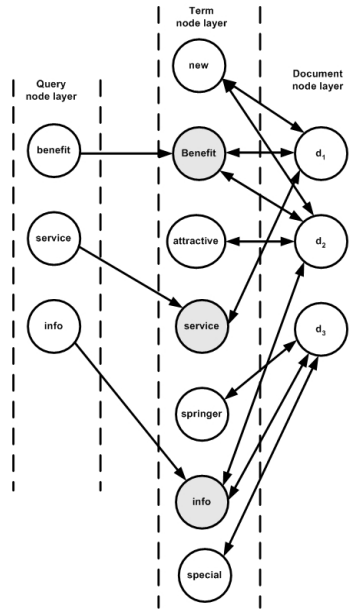 Term
node layer
Query
node layer
Document
node layer
new
benefit
Benefit
d1
service
attractive
d2
info
service
d3
springer
info
special